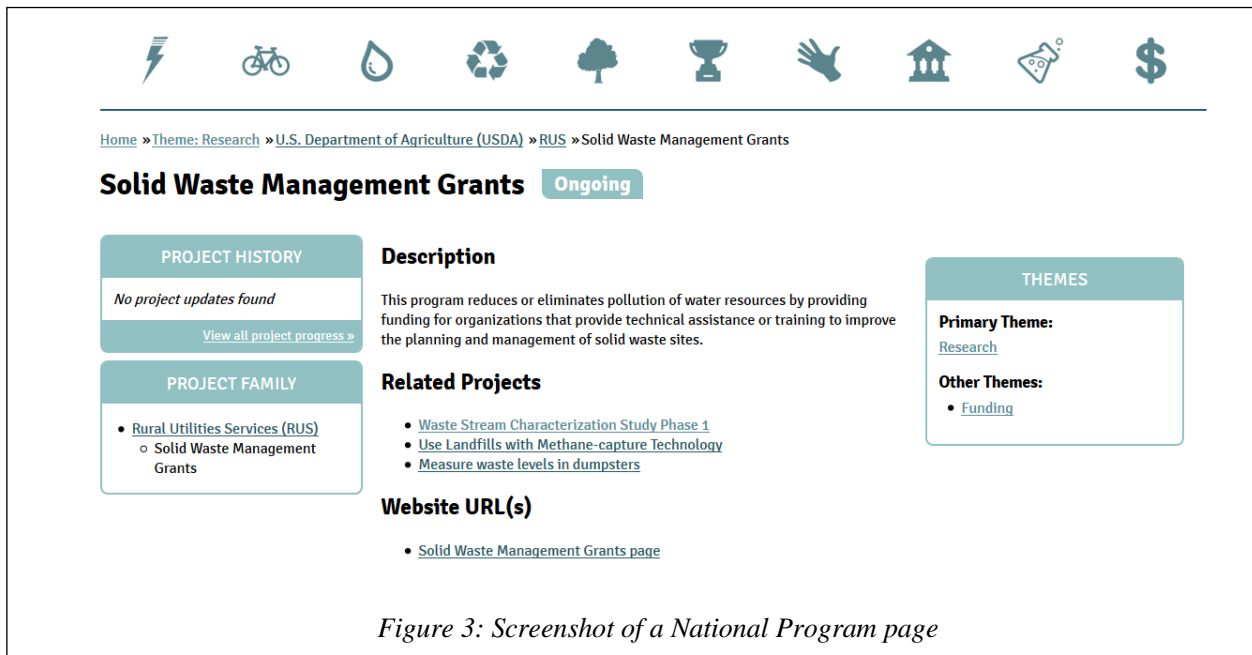 Home »Theme: Research »U.S. Department of Agriculture (USDA) »RUS »Solid Waste Management Grants
Solid Waste Management Grants Ongoing
PROJECT HISTORY
No project updates found
View all project progress »
PROJECT FAMILY
• Rural Utilities Services (RUS)
○ Solid Waste Management
Grants
Description
This program reduces or eliminates pollution of water resources by providing
funding for organizations that provide technical assistance or training to improve
the planning and management of solid waste sites.
Related Projects
• Waste Stream Characterization Study Phase 1
• Use Landfills with Methane-capture Technology
• Measure waste levels in dumpsters
Website URL(s)
• Solid Waste Management Grants page
THEMES
Primary Theme:
Research
Other Themes:
• Funding
Figure 3: Screenshot of a National Program page